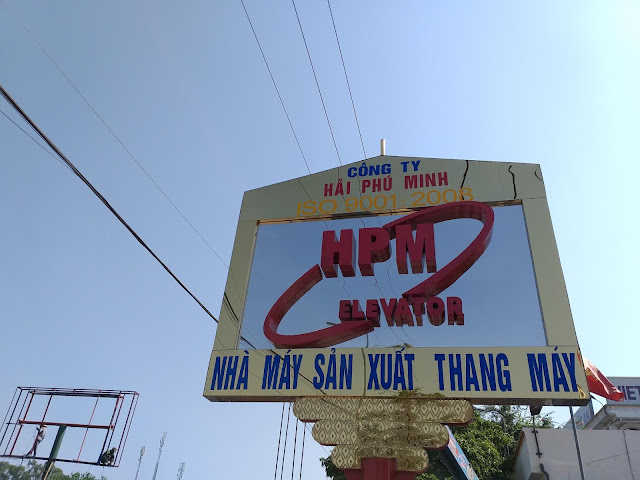 CÔNG TY
HẢI PHÚ MINH
ISO 9001:2008
HPM
ELEVATOR
NHÀ MÁY SẢN XUẤT THANG MÁY